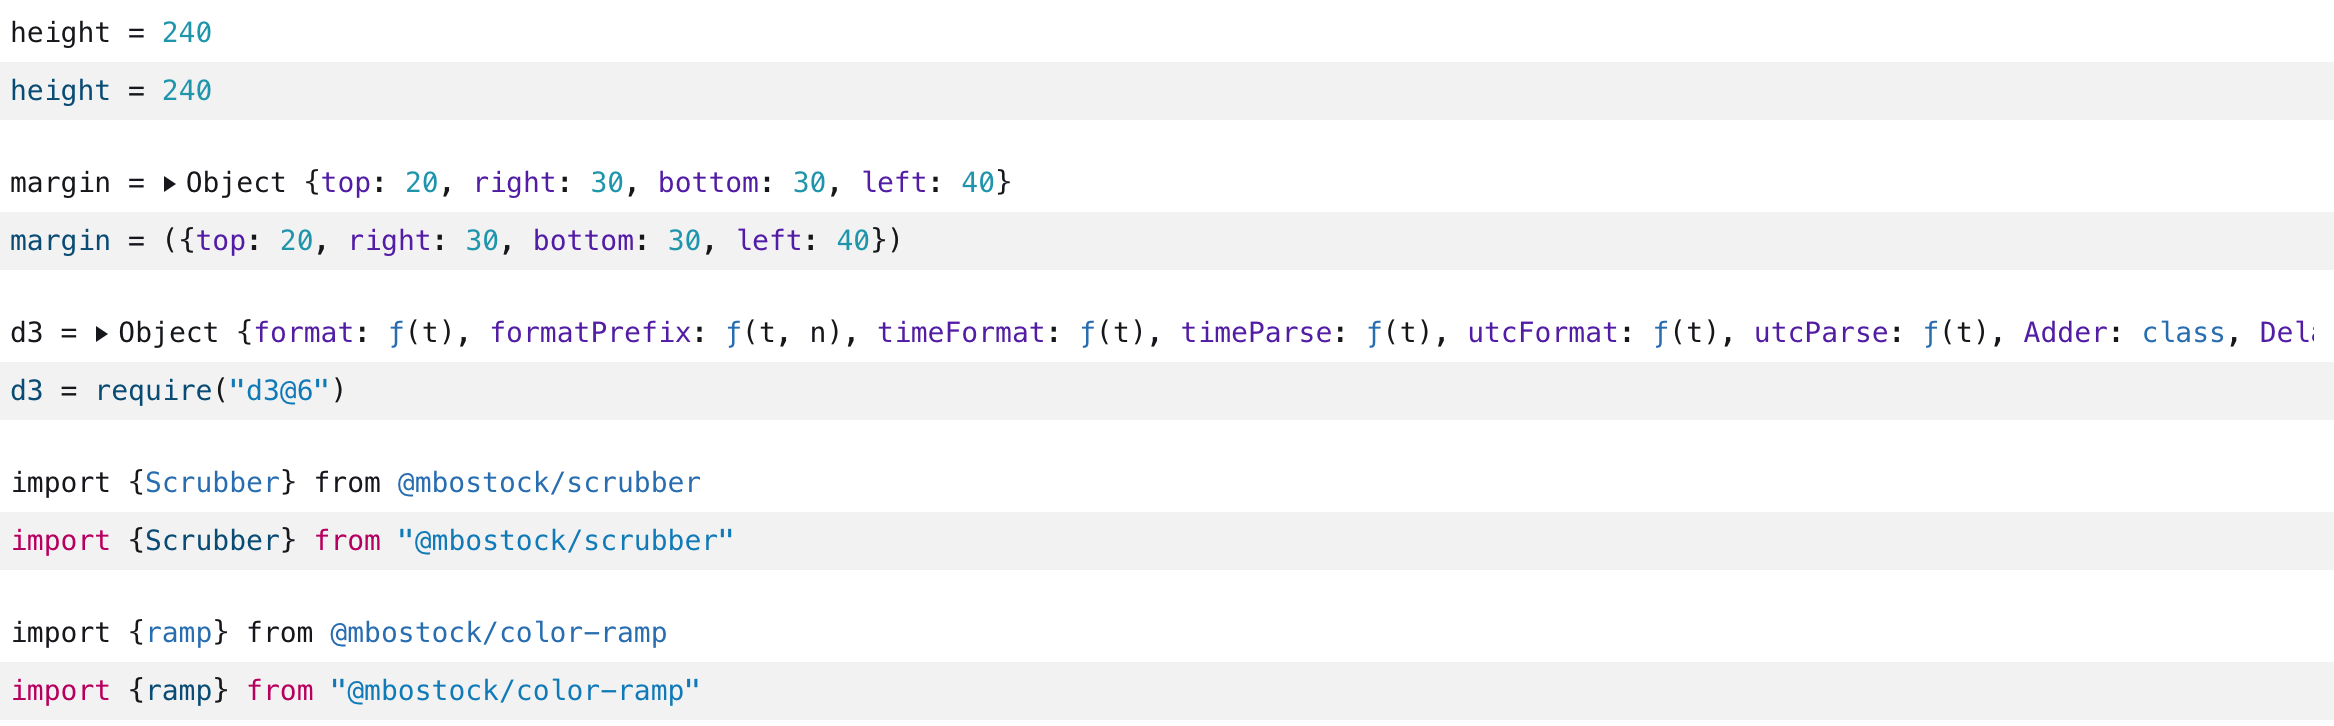 height = 240
height = 240
margin = ▸Object {top: 20, right: 30, bottom: 30, left: 40}
margin = ({top: 20, right: 30, bottom: 30, left: 40})
d3 = ▸Object {format: ƒ(t), formatPrefix: ƒ(t, n), timeFormat: ƒ(t), timeParse: ƒ(t), utcFormat: ƒ(t), utcParse: ƒ(t), Adder: class,
d3 = require("d3@6")
import {Scrubber} from @mbostock/scrubber
import {Scrubber} from "@mbostock/scrubber"
import {ramp} from @mbostock/color-ramp
import {ramp} from "@mbostock/color-ramp"